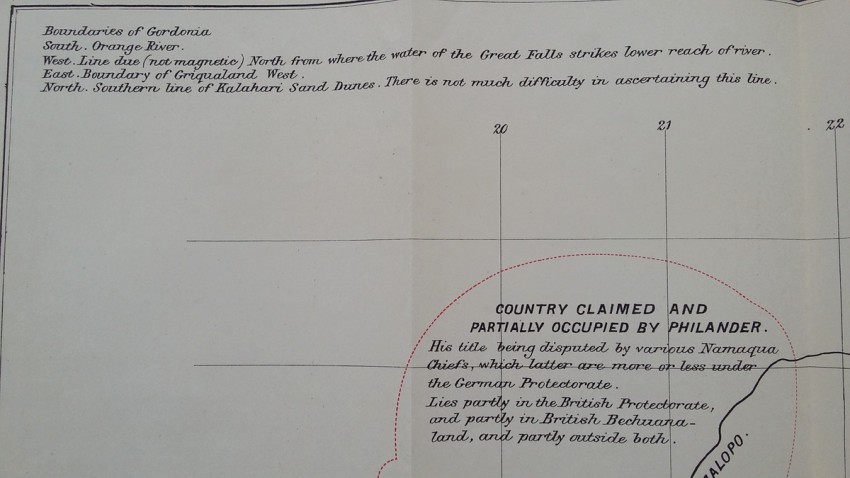 Boundaries of Gordonia
South. Orange River.
West. Line due (not magnetic) North from where the water of the Great Falls strikes lower reach of river.
East. Boundary of Griqualand West.
North. Southern line of Kalahari Sand Dunes. There is not much difficulty in ascertaining this line.
20 21 22
COUNTRY CLAIMED AND
PARTIALLY OCCUPIED BY PHILANDER.
His title being disputed by various Namaqua
Chiefs, which latter are more or less under
the German Protectorate.
Lies partly in the British Protectorate,
and partly in British Bechuana-
land, and partly outside both.
ALOPO.